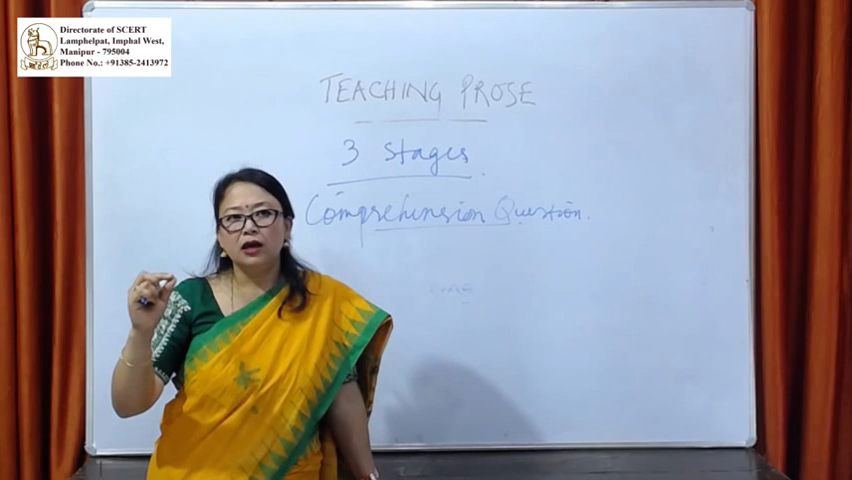 Directorate of SCERT
Lamphelpat, Imphal West,
Manipur - 795004
Phone No.: +91385-2413972
TEACHING PROSE
3 Stages
Comprehension Question.